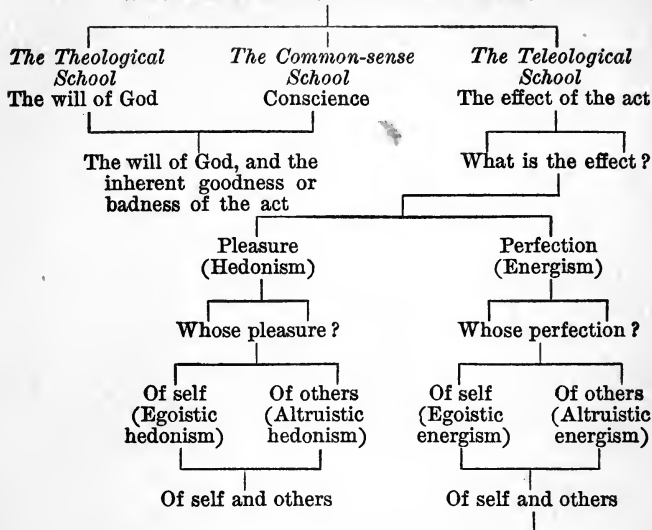 The Theological School
The will of God
The Common-sense School
Conscience
The Teleological School
The effect of the act
The will of God, and the
inherent goodness or
badness of the act
What is the effect?
Pleasure
(Hedonism)
Perfection
(Energism)
Whose pleasure?
Whose perfection?
Of self
(Egoistic
hedonism)
Of others
(Altruistic
hedonism)
Of self
(Egoistic
energism)
Of others
(Altruistic
energism)
Of self and others
Of self and others